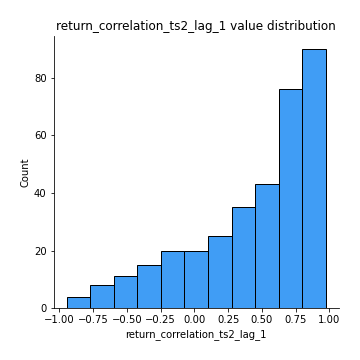 return_correlation_ts2_lag_1 value distribution
80
60
40
20
0
Count
−1.00 −0.75 −0.50 −0.25 0.00 0.25 0.50 0.75 1.00
return_correlation_ts2_lag_1